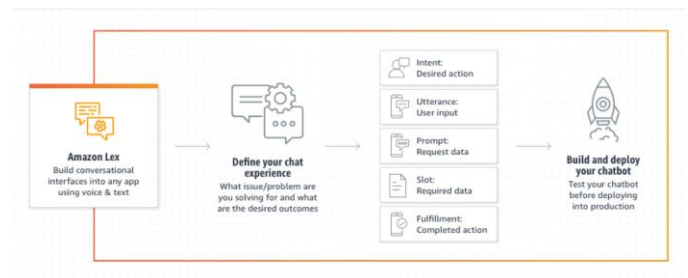 Amazon Lex
Build conversational
interfaces into any app
using voice & text
Define your chat
experience
What issue/problem are
you solving for and what
are the desired outcomes
Intent:
Desired action
Utterance:
User input
Prompt:
Request data
Slot:
Required data
Fulfillment:
Completed action
Build and deploy
your chatbot
Test your chatbot
before deploying
into production